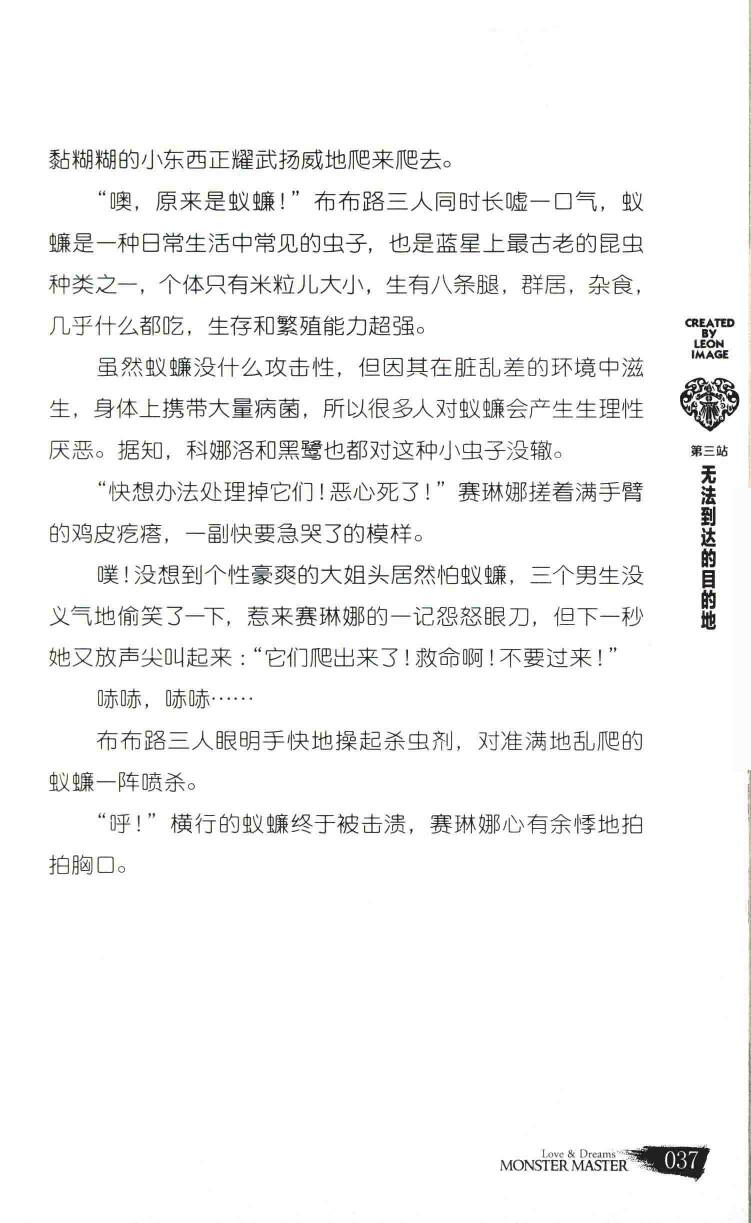 黏糊糊的小东西正耀武扬威地爬来爬去。
“噢，原来是蚁蠊！”布布路三人同时长嘘一口气，蚁
蠊是一种日常生活中常见的虫子，也是蓝星上最古老的昆虫
种类之一，个体只有米粒儿大小，生有八条腿，群居，杂食，
几乎什么都吃，生存和繁殖能力超强。
虽然蚁蠊没什么攻击性，但因其在脏乱差的环境中滋
生，身体上携带大量病菌，所以很多人对蚁蠊会产生生理性
厌恶。据知，科娜洛和黑鹭也都对这种小虫子没辙。
“快想办法处理掉它们！恶心死了！”赛琳娜搓着满手臂
的鸡皮疙瘩，一副快要急哭了的模样。
噗！没想到个性豪爽的大姐头居然怕蚁蠊，三个男生没
义气地偷笑了一下，惹来赛琳娜的一记怨怒眼刀，但下一秒
她又放声尖叫起来：“它们爬出来了！救命啊！不要过来！”
哧哧，哧哧……
布布路三人眼明手快地操起杀虫剂，对准满地乱爬的
蚁蠊一阵喷杀。
“呼！”横行的蚁蠊终于被击溃，赛琳娜心有余悸地拍
拍胸口。
CREATED
BY
LEON
IMAGE
第三站
无法到达的目的地
Love & Dreams
MONSTER MASTER
037